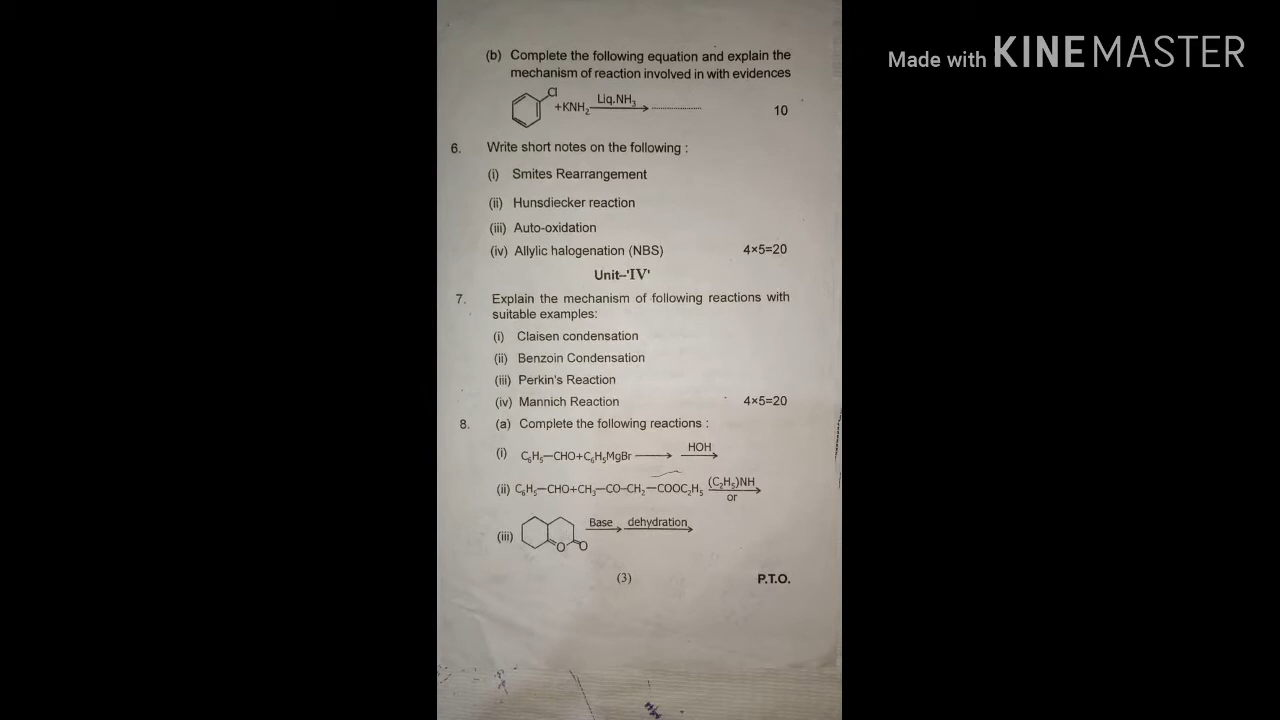 Made with KINEMASTER
(b) Complete the following equation and explain the
mechanism of reaction involved in with evidences
Cl
+KNH₂ Liq.NH₃ ............... 10
6. Write short notes on the following :
(i) Smites Rearrangement
(ii) Hunsdiecker reaction
(iii) Auto-oxidation
(iv) Allylic halogenation (NBS) 4×5=20
Unit–'IV'
7. Explain the mechanism of following reactions with
suitable examples:
(i) Claisen condensation
(ii) Benzoin Condensation
(iii) Perkin's Reaction
(iv) Mannich Reaction 4×5=20
8. (a) Complete the following reactions :
(i) C₆H₅—CHO+C₆H₅MgBr ⟶ HOH ⟶
(ii) C₆H₅—CHO+CH₃—CO—CH₂—COOC₂H₅ (C₂H₅)NH or ⟶
(iii) O O Base ⟶ dehydration ⟶
(3) P.T.O.